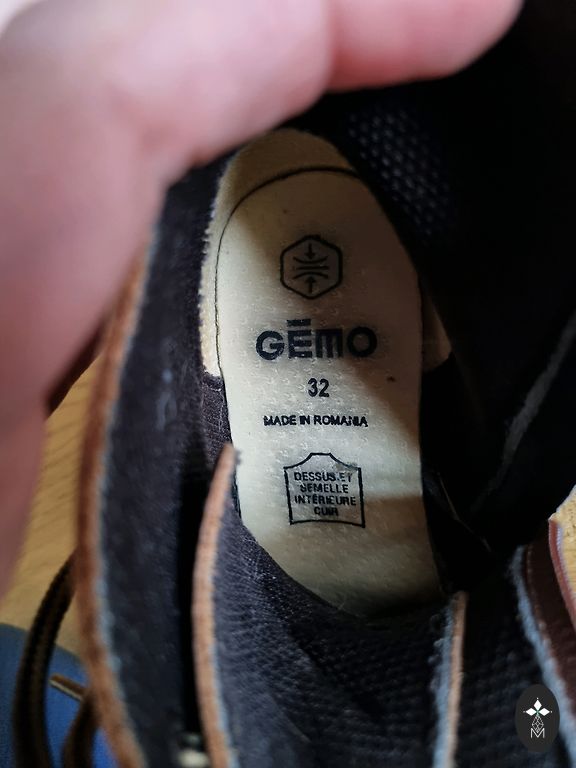 GĒMO
32
MADE IN ROMANIA
DESSUS ET
SEMELLE
INTÉRIEURE
CUIR
M